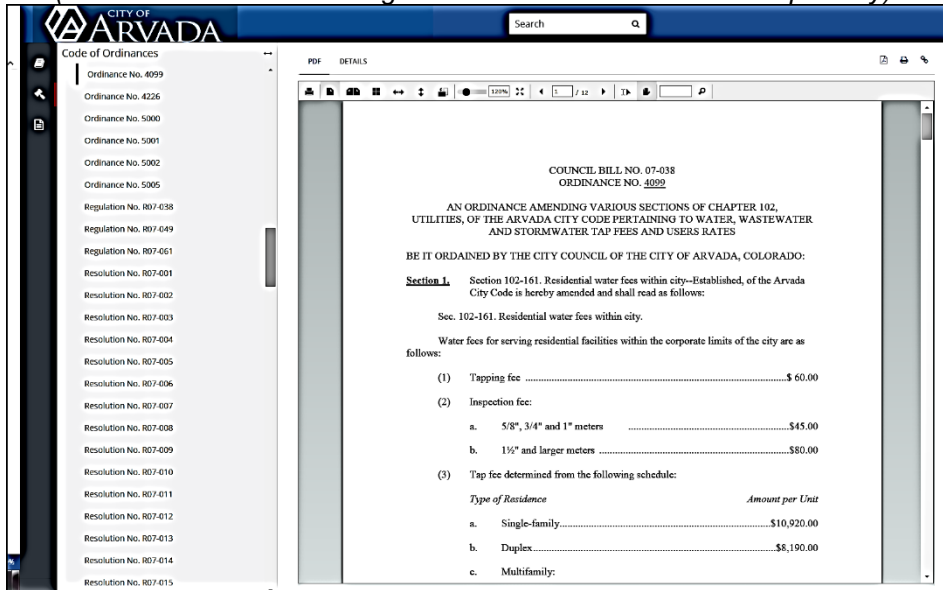 CITY OF
ARVADA
Search
Code of Ordinances
Ordinance No. 4099
Ordinance No. 4226
Ordinance No. 5000
Ordinance No. 5001
Ordinance No. 5002
Ordinance No. 5005
Regulation No. R07-038
Regulation No. R07-049
Regulation No. R07-061
Resolution No. R07-001
Resolution No. R07-002
Resolution No. R07-003
Resolution No. R07-004
Resolution No. R07-005
Resolution No. R07-006
Resolution No. R07-007
Resolution No. R07-008
Resolution No. R07-009
Resolution No. R07-010
Resolution No. R07-011
Resolution No. R07-012
Resolution No. R07-013
Resolution No. R07-014
Resolution No. R07-015
PDF DETAILS
120% 1 / 12
COUNCIL BILL NO. 07-038
ORDINANCE NO. 4099
AN ORDINANCE AMENDING VARIOUS SECTIONS OF CHAPTER 102,
UTILITIES, OF THE ARVADA CITY CODE PERTAINING TO WATER, WASTEWATER
AND STORMWATER TAP FEES AND USERS RATES
BE IT ORDAINED BY THE CITY COUNCIL OF THE CITY OF ARVADA, COLORADO:
Section 1. Section 102-161. Residential water fees within city--Established, of the Arvada
City Code is hereby amended and shall read as follows:
Sec. 102-161. Residential water fees within city.
Water fees for serving residential facilities within the corporate limits of the city are as
follows:
(1) Tapping fee ........................ $ 60.00
(2) Inspection fee:
a. 5/8", 3/4" and 1" meters ........................ $45.00
b. 1½" and larger meters ........................ $80.00
(3) Tap fee determined from the following schedule:
Type of Residence Amount per Unit
a. Single-family ........................ $10,920.00
b. Duplex ........................ $8,190.00
c. Multifamily: